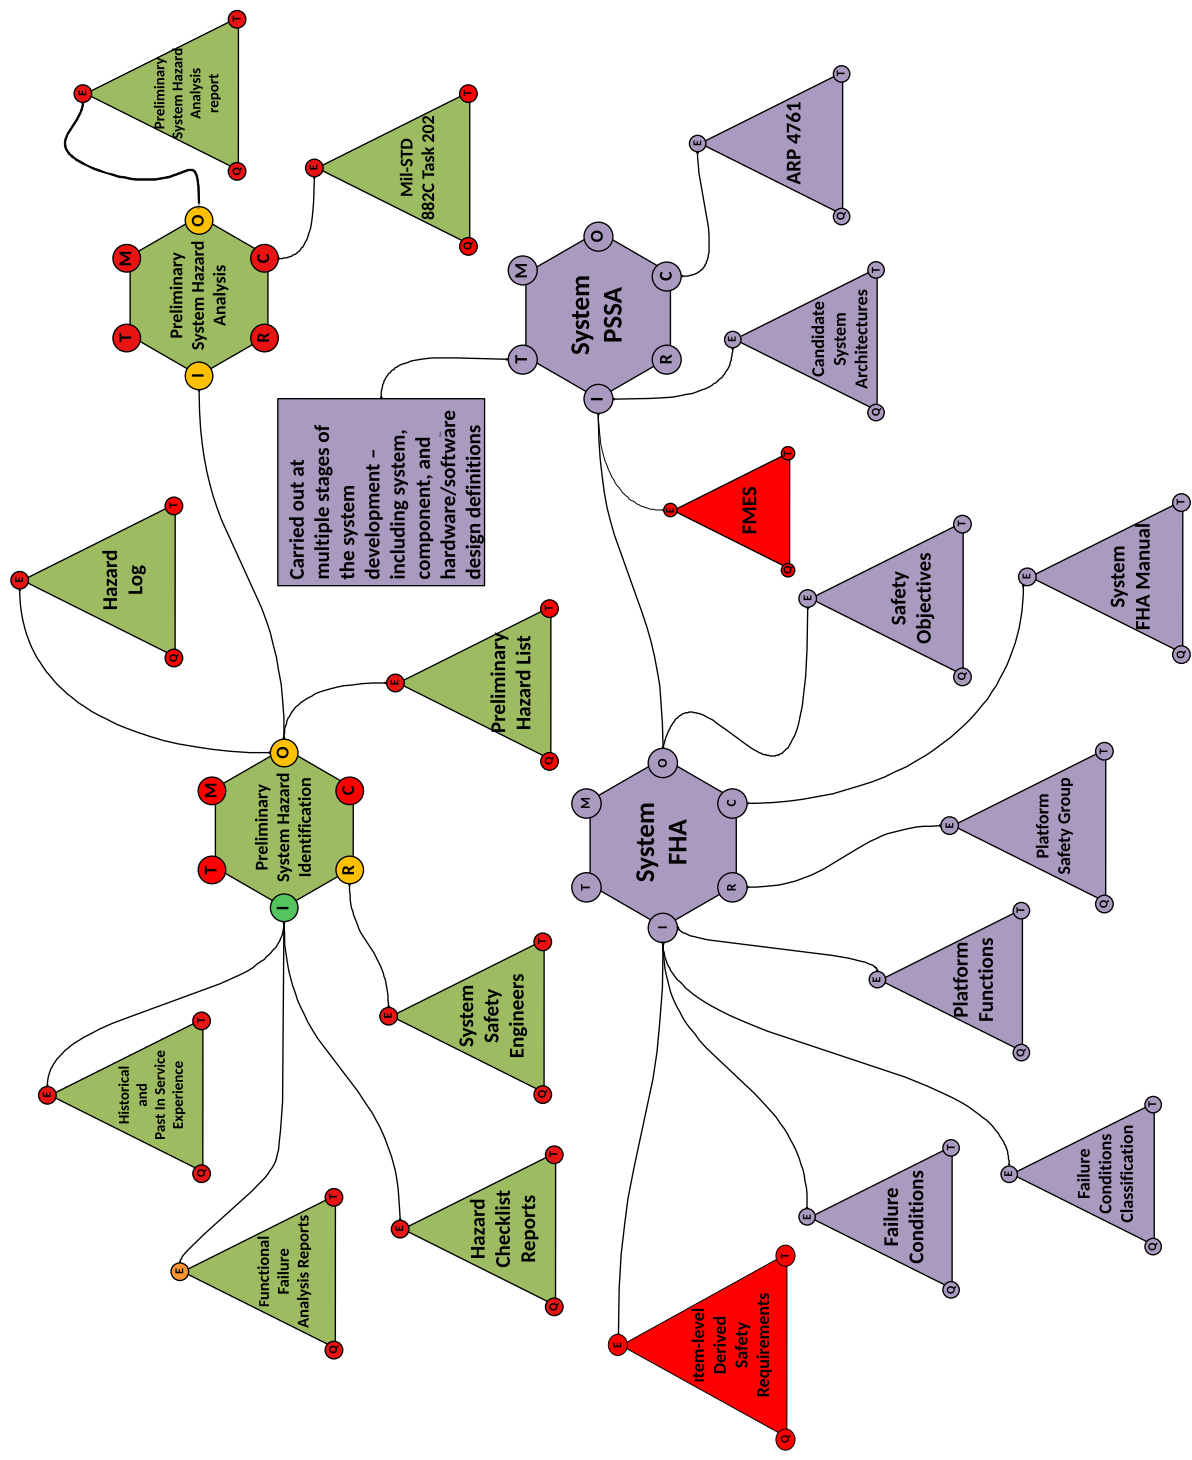 E
Preliminary
System Hazard
Analysis
report
Q
T
T
M
Preliminary
System Hazard
Analysis
I
O
R
C
E
Mil-STD
882C Task 202
Q
T
E
Hazard
Log
Q
T
E
Preliminary
Hazard List
Q
T
T
M
Preliminary
System Hazard
Identification
I
O
R
C
E
Historical
and
Past In Service
Experience
Q
T
E
Functional
Failure
Analysis Reports
Q
T
E
Hazard
Checklist
Reports
Q
T
E
System
Safety
Engineers
Q
T
Carried out at
multiple stages of
the system
development –
including system,
component, and
hardware/software
design definitions
T
M
System
PSSA
I
O
R
C
E
ARP 4761
Q
T
E
Candidate
System
Architectures
Q
T
E
FMES
Q
T
E
Safety
Objectives
Q
T
E
System
FHA Manual
Q
T
T
M
System
FHA
I
O
R
C
E
Platform
Safety Group
Q
T
E
Platform
Functions
Q
T
E
Failure
Conditions
Classification
Q
T
E
Failure
Conditions
Q
T
E
Item-level
Derived
Safety
Requirements
Q
T